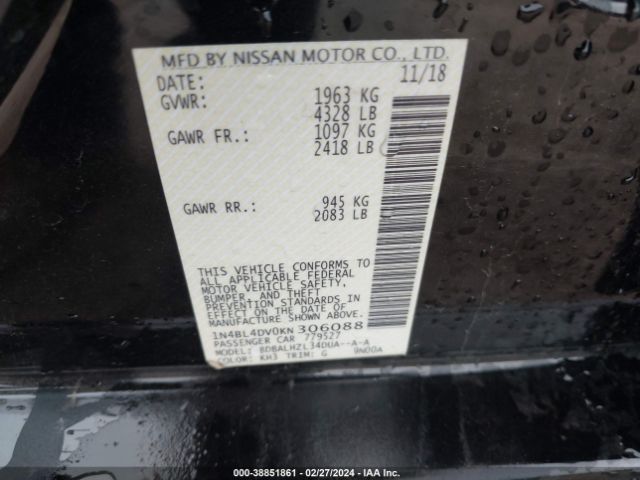 MFD BY NISSAN MOTOR CO., LTD.
DATE: 11/18
GVWR: 1963 KG
4328 LB
GAWR FR.: 1097 KG
2418 LB
GAWR RR.: 945 KG
2083 LB
THIS VEHICLE CONFORMS TO
ALL APPLICABLE FEDERAL
MOTOR VEHICLE SAFETY,
BUMPER, AND THEFT
PREVENTION STANDARDS IN
EFFECT ON THE DATE OF
MANUFACTURE SHOWN ABOVE.
1N4BL4DV0KN306088
PASSENGER CAR 779527
MODEL: BDBALHZL34DUA--A-A
COLOR: KH3 TRIM: G 9N00A
000-38851861 | 02/27/2024 | IAA Inc.